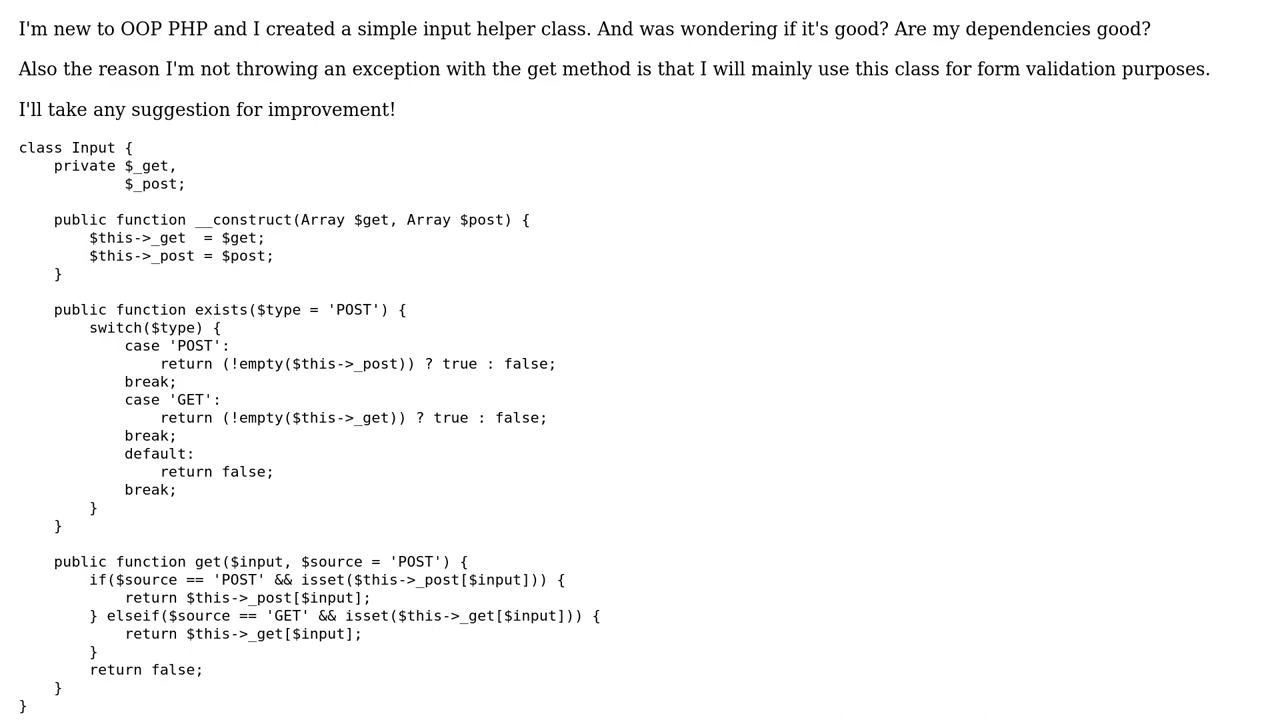 I'm new to OOP PHP and I created a simple input helper class. And was wondering if it's good? Are my dependencies good?
Also the reason I'm not throwing an exception with the get method is that I will mainly use this class for form validation purposes.
I'll take any suggestion for improvement!
class Input {
    private $_get,
            $_post;

    public function __construct(Array $get, Array $post) {
        $this->_get  = $get;
        $this->_post = $post;
    }

    public function exists($type = 'POST') {
        switch($type) {
            case 'POST':
                return (!empty($this->_post)) ? true : false;
            break;
            case 'GET':
                return (!empty($this->_get)) ? true : false;
            break;
            default:
                return false;
            break;
        }
    }

    public function get($input, $source = 'POST') {
        if($source == 'POST' && isset($this->_post[$input])) {
            return $this->_post[$input];
        } elseif($source == 'GET' && isset($this->_get[$input])) {
            return $this->_get[$input];
        }
        return false;
    }
}